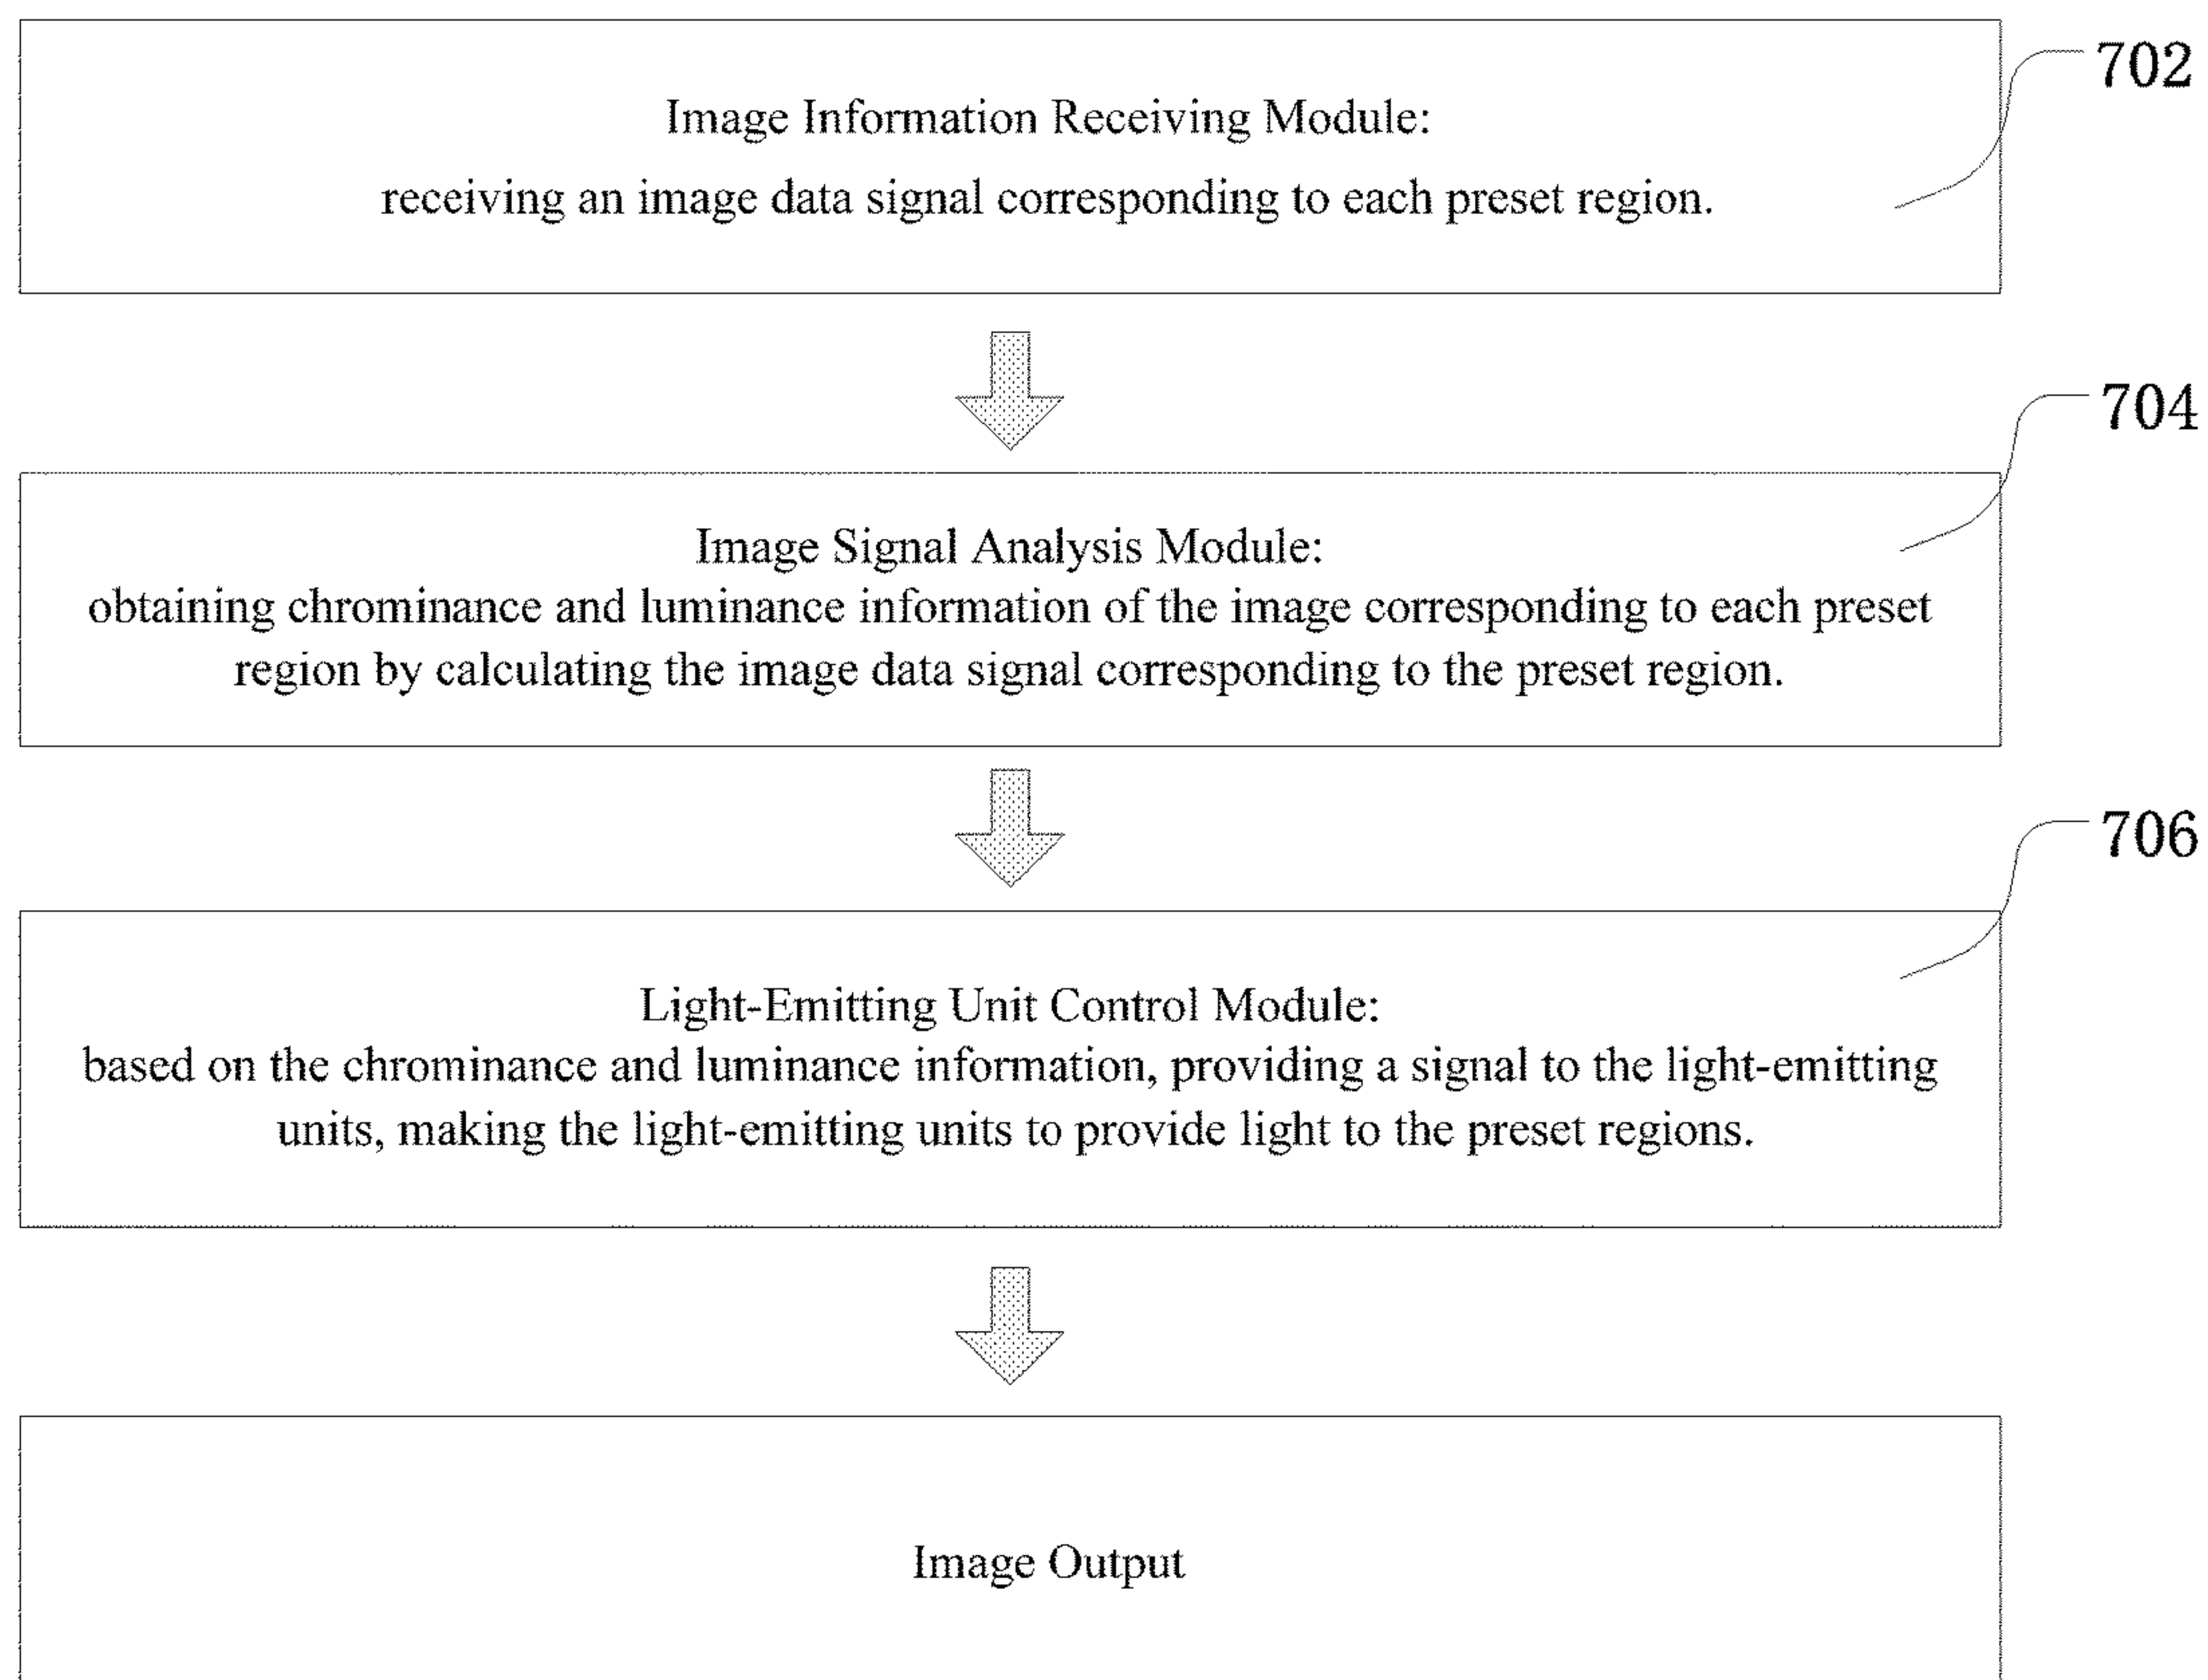 702
Image Information Receiving Module:
receiving an image data signal corresponding to each preset region.
704
Image Signal Analysis Module:
obtaining chrominance and luminance information of the image corresponding to each preset
region by calculating the image data signal corresponding to the preset region.
706
Light-Emitting Unit Control Module:
based on the chrominance and luminance information, providing a signal to the light-emitting
units, making the light-emitting units to provide light to the preset regions.
Image Output